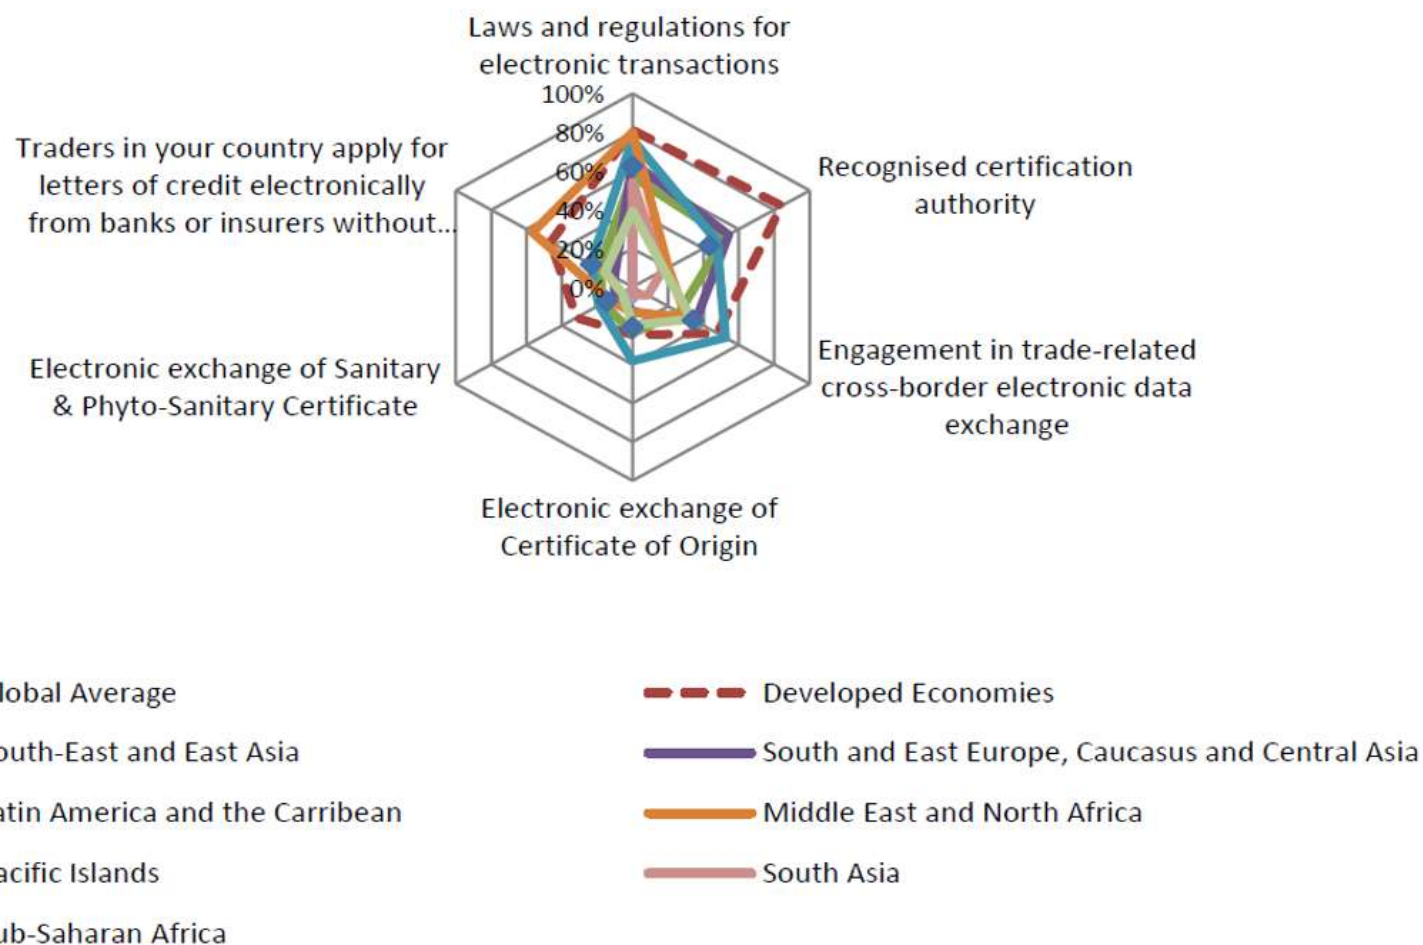 Laws and regulations for
electronic transactions
100%
80%
60%
40%
20%
0%
Recognised certification
authority
Engagement in trade-related
cross-border electronic data
exchange
Electronic exchange of
Certificate of Origin
Electronic exchange of Sanitary
& Phyto-Sanitary Certificate
Traders in your country apply for
letters of credit electronically
from banks or insurers without...
lobal Average
Developed Economies
outh-East and East Asia
South and East Europe, Caucasus and Central Asia
atin America and the Carribean
Middle East and North Africa
acific Islands
South Asia
ub-Saharan Africa